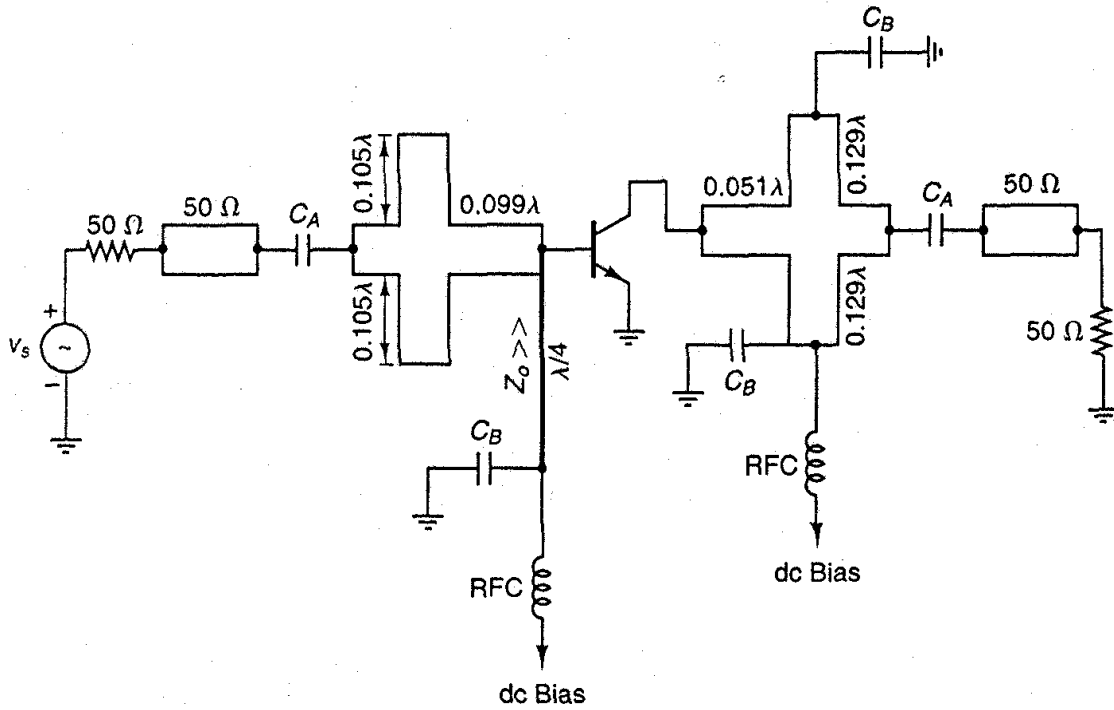 C_B
0.105λ
0.129λ
0.099λ
0.051λ
50 Ω
50 Ω
C_A
C_A
50 Ω
0.105λ
0.129λ
50 Ω
+
v_s
~
-
Z_o >>>
λ/4
C_B
C_B
RFC
dc Bias
RFC
dc Bias